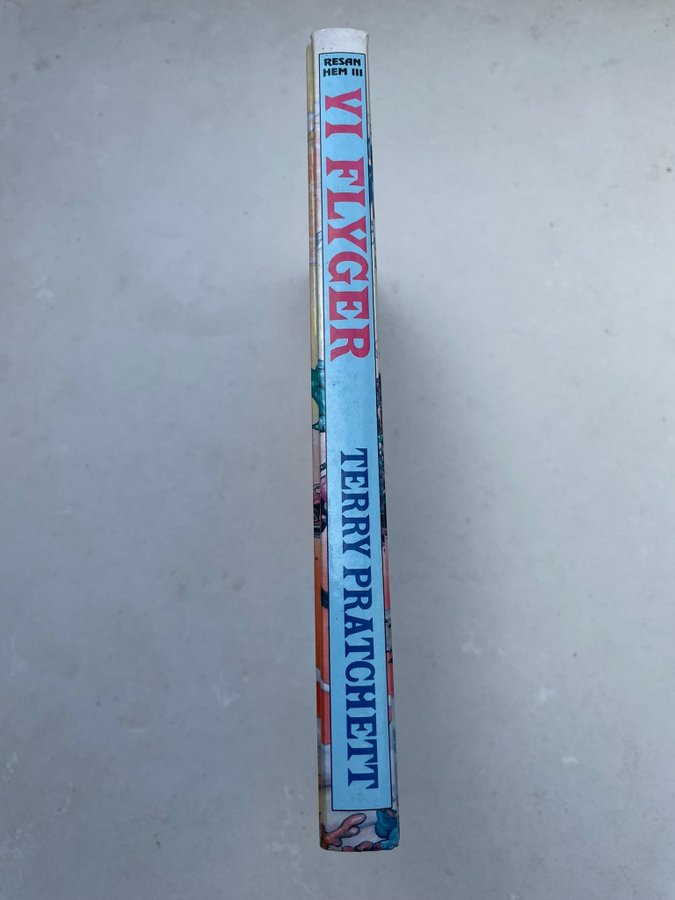 RESAN
HEM III
VI FLYGER
TERRY PRATCHETT